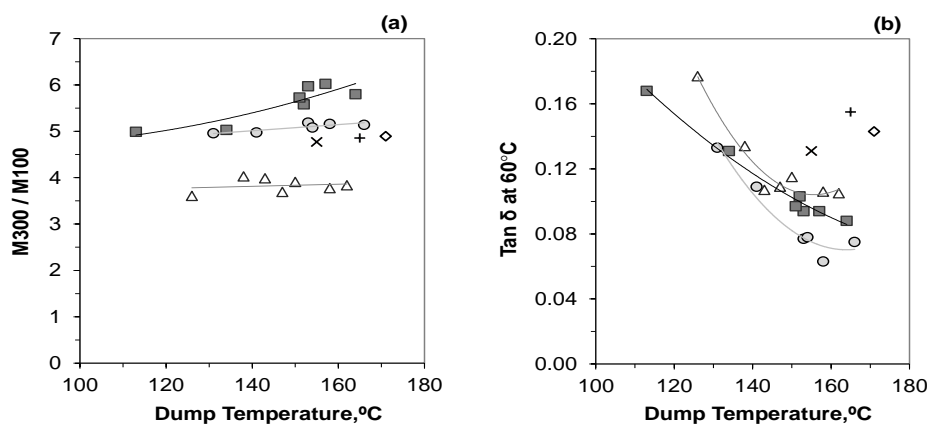 (a)
M300 / M100
7
6
5
4
3
2
1
0
100 120 140 160 180
Dump Temperature,ºC
(b)
Tan δ at 60°C
0.20
0.16
0.12
0.08
0.04
0.00
100 120 140 160 180
Dump Temperature,ºC